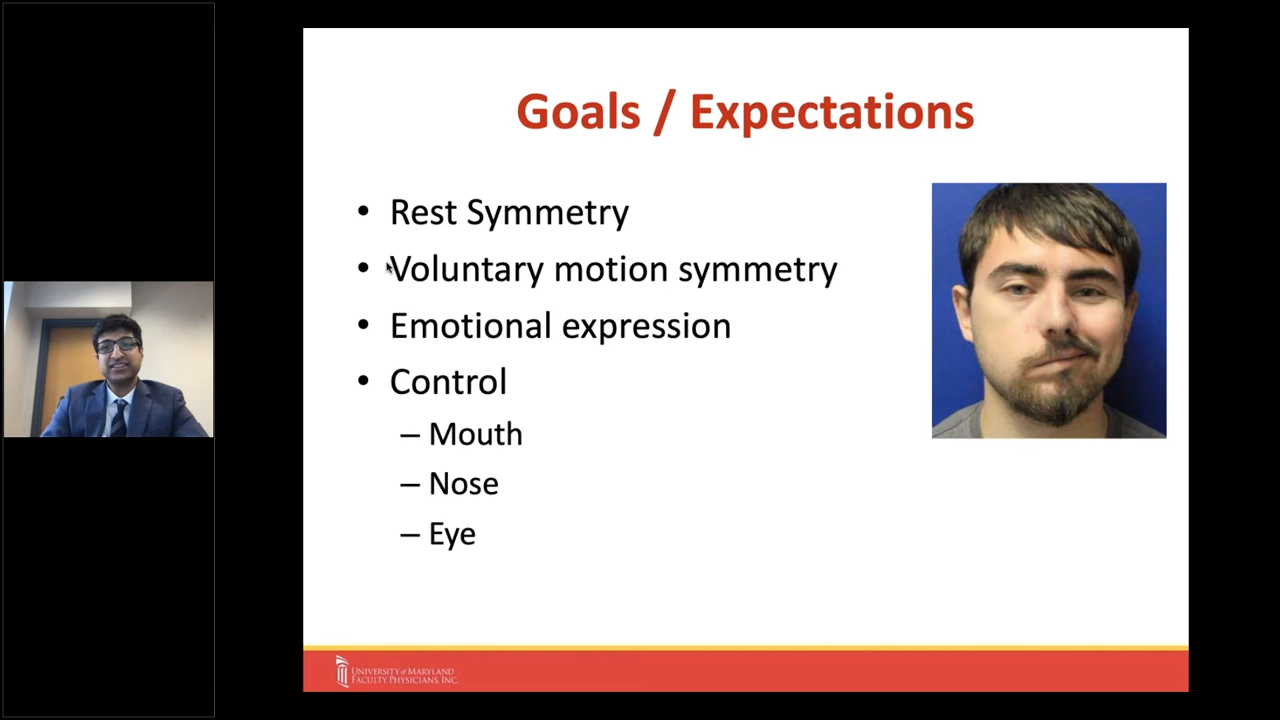 Goals / Expectations
• Rest Symmetry
• Voluntary motion symmetry
• Emotional expression
• Control
– Mouth
– Nose
– Eye
UNIVERSITY of MARYLAND
FACULTY PHYSICIANS, INC.